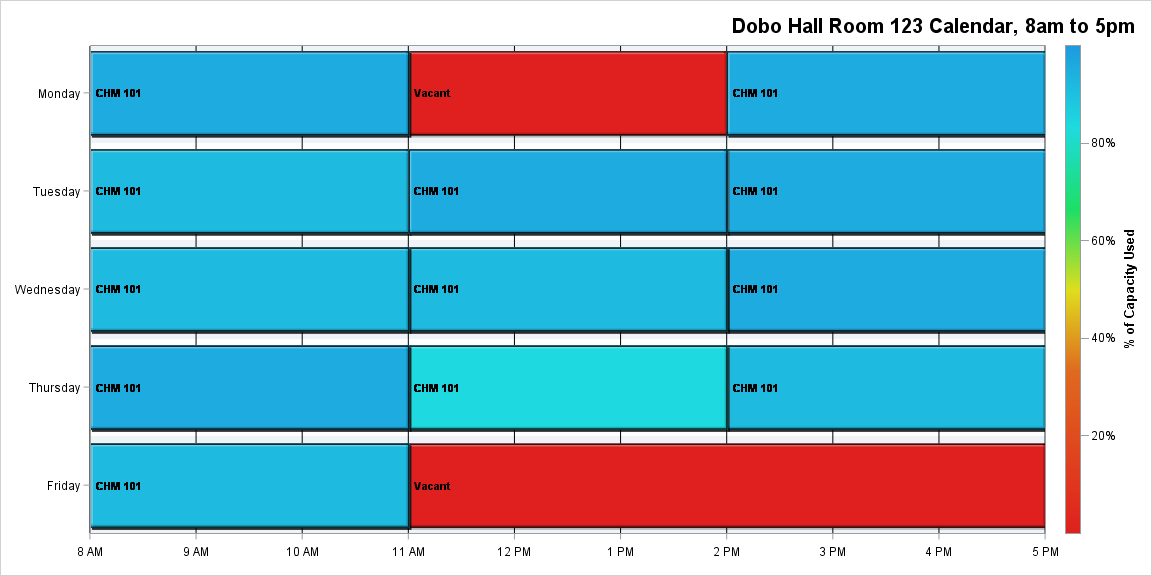 Dobo Hall Room 123 Calendar, 8am to 5pm
Monday
CHM 101
Vacant
CHM 101
Tuesday
CHM 101
CHM 101
CHM 101
Wednesday
CHM 101
CHM 101
CHM 101
Thursday
CHM 101
CHM 101
CHM 101
Friday
CHM 101
Vacant
8 AM
9 AM
10 AM
11 AM
12 PM
1 PM
2 PM
3 PM
4 PM
5 PM
80%
60%
40%
20%
% of Capacity Used